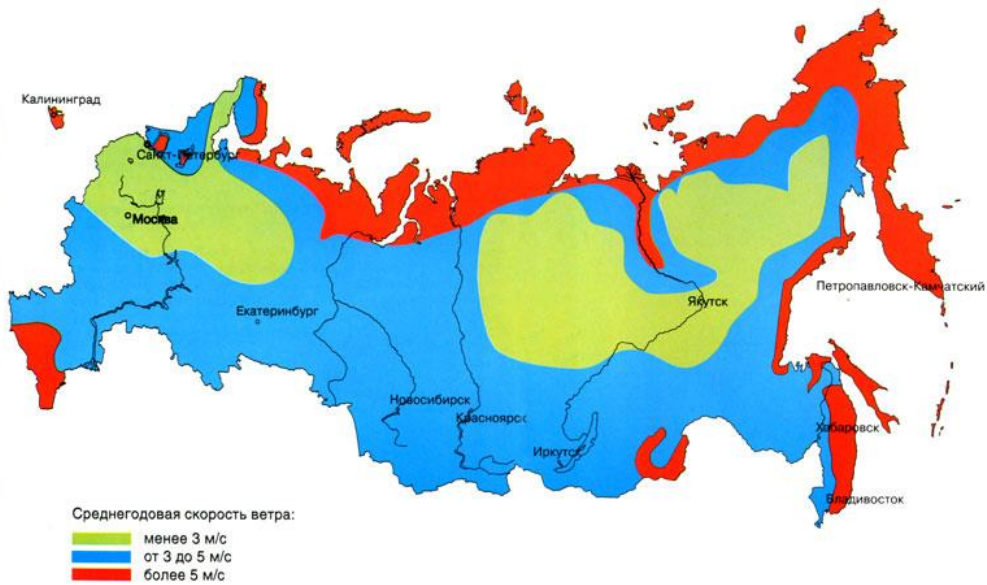 Калининград
Санкт-Петербург
Москва
Екатеринбург
Петропавловск-Камчатский
Якутск
Новосибирск
Красноярск
Хабаровск
Иркутск
Владивосток
Среднегодовая скорость ветра:
менее 3 м/с
от 3 до 5 м/с
более 5 м/с